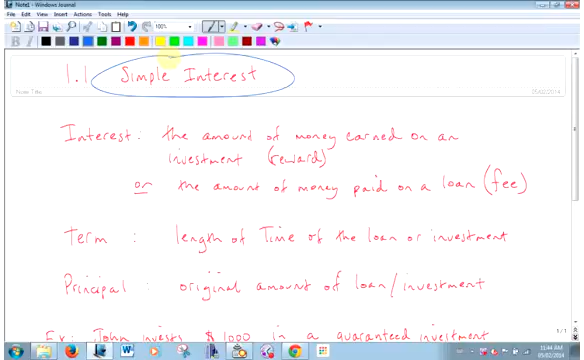 Note1 - Windows Journal
File Edit View Insert Actions Tools Help
100%
1.1 Simple Interest
Note Title
05/02/2014
Interest: the amount of money earned on an
investment (reward)
or the amount of money paid on a loan (fee)
Term : length of Time of the loan or investment
Principal : original amount of loan/investment
Ex: John invests $1000 in a guaranteed investment
1/1
11:44 AM
05/02/2014